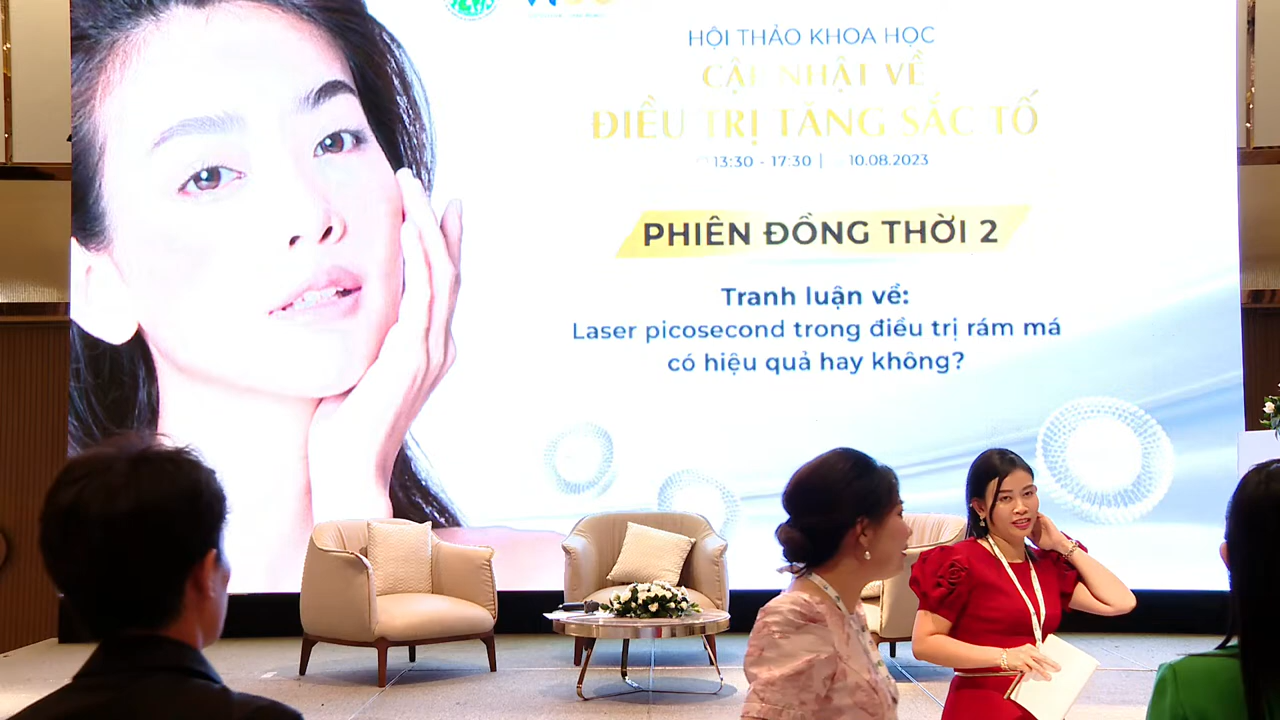 HỘI THẢO KHOA HỌC
CẬP NHẬT VỀ
ĐIỀU TRỊ TĂNG SẮC TỐ
13:30 - 17:30 | 10.08.2023
PHIÊN ĐỒNG THỜI 2
Tranh luận về:
Laser picosecond trong điều trị rám má
có hiệu quả hay không?